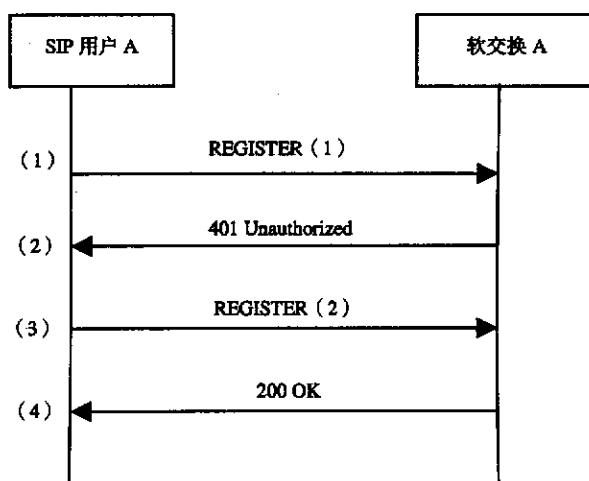 SIP 用户 A
软交换 A
(1)
REGISTER (1)
(2)
401 Unauthorized
(3)
REGISTER (2)
(4)
200 OK